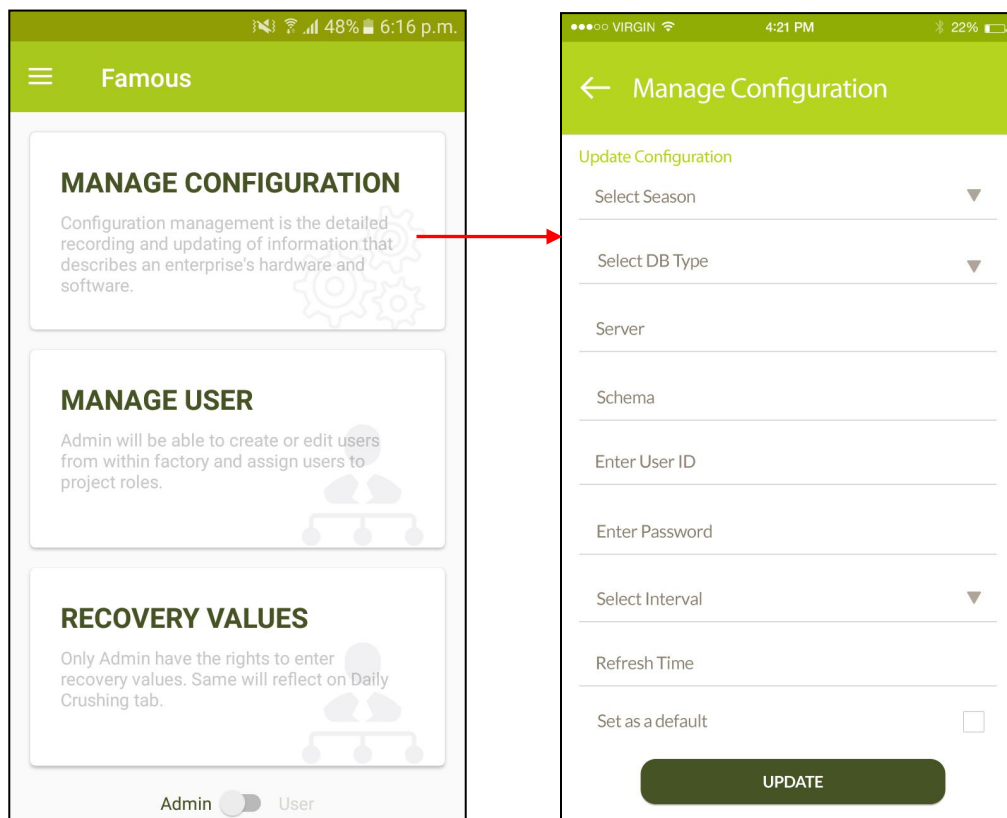 48% 6:16 p.m.
Famous
MANAGE CONFIGURATION
Configuration management is the detailed
recording and updating of information that
describes an enterprise's hardware and
software.
MANAGE USER
Admin will be able to create or edit users
from within factory and assign users to
project roles.
RECOVERY VALUES
Only Admin have the rights to enter
recovery values. Same will reflect on Daily
Crushing tab.
Admin User
VIRGIN 4:21 PM 22%
Manage Configuration
Update Configuration
Select Season
Select DB Type
Server
Schema
Enter User ID
Enter Password
Select Interval
Refresh Time
Set as a default
UPDATE